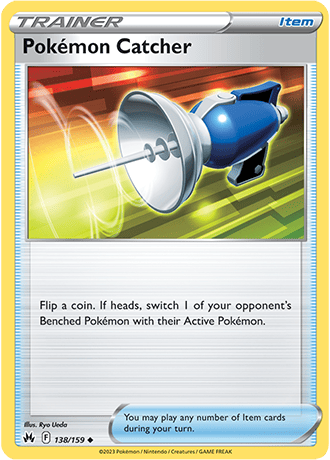 TRAINER Item
Pokémon Catcher
Flip a coin. If heads, switch 1 of your opponent's
Benched Pokémon with their Active Pokémon.
Illus. Ryo Ueda
F 138/159 ◆
You may play any number of Item cards
during your turn.
©2023 Pokémon / Nintendo / Creatures / GAME FREAK